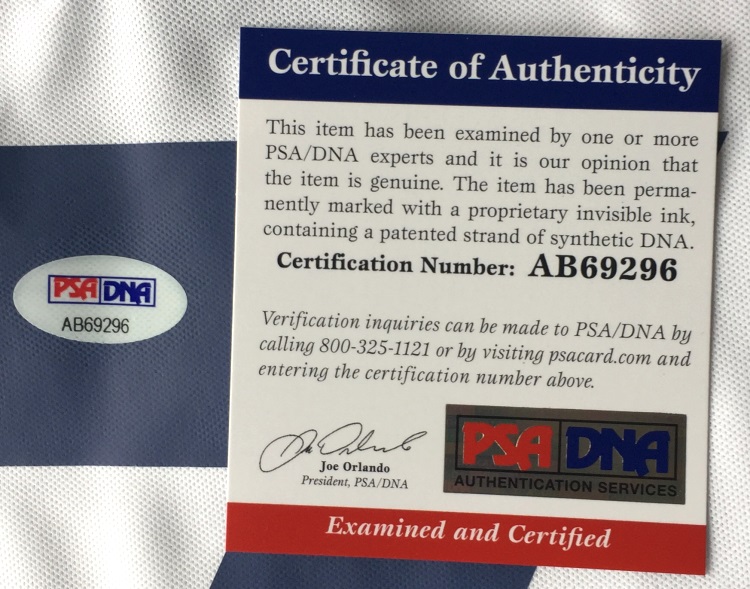 Certificate of Authenticity
This item has been examined by one or more
PSA/DNA experts and it is our opinion that
the item is genuine. The item has been perma-
nently marked with a proprietary invisible ink,
containing a patented strand of synthetic DNA.
Certification Number: AB69296
Verification inquiries can be made to PSA/DNA by
calling 800-325-1121 or by visiting psacard.com and
entering the certification number above.
Joe Orlando
President, PSA/DNA
PSA DNA
AUTHENTICATION SERVICES
Examined and Certified
PSA DNA
AB69296